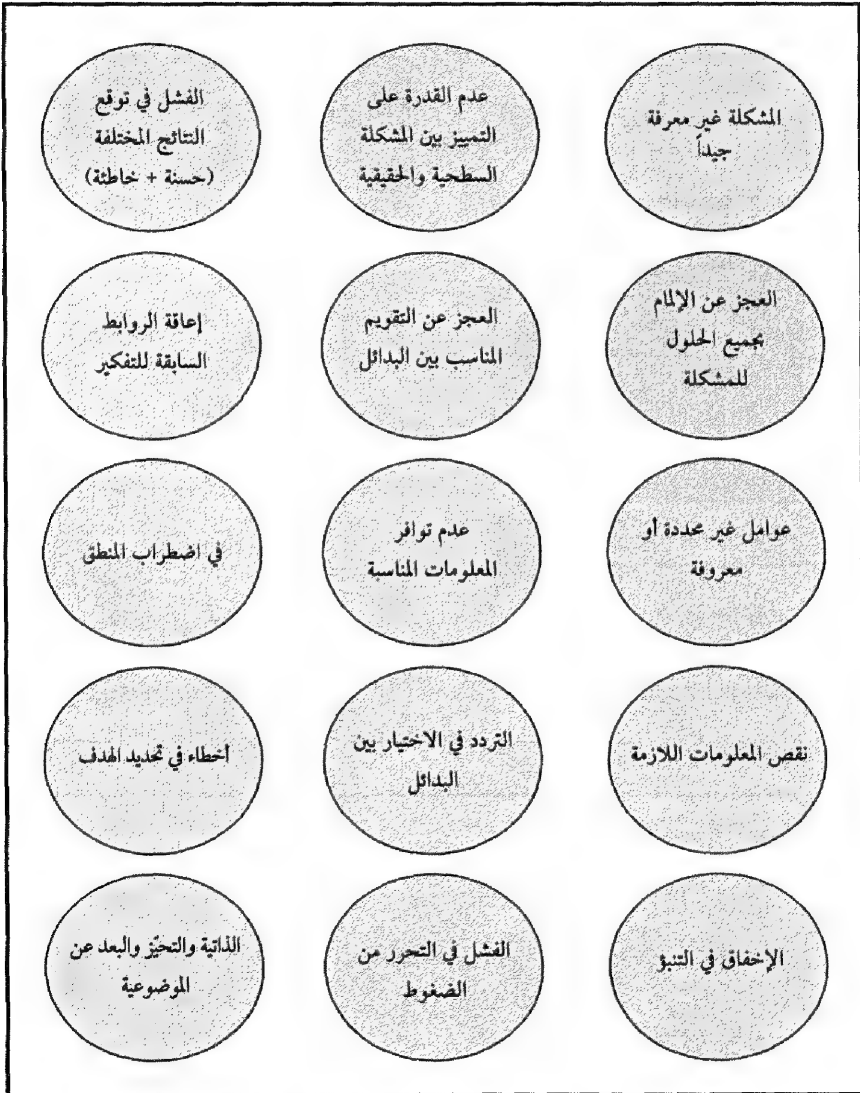 المشكلة غير معرفة
جيداً
عدم القدرة على
التمييز بين المشكلة
السطحية والحقيقية
الفشل في توقع
النتائج المختلفة
(حسنة + خاطئة)
العجز عن الإلمام
بجميع الحلول
للمشكلة
العجز عن التقويم
المناسب بين البدائل
إعاقة الروابط
السابقة للتفكير
عوامل غير محددة أو
معروفة
عدم توافر
المعلومات المناسبة
في اضطراب المنطق
نقص المعلومات اللازمة
التردد في الاختيار بين
البدائل
أخطاء في تحديد الهدف
الإخفاق في التنبؤ
الفشل في التحرر من
الضغوط
الذاتية والتحيّز والبعد عن
الموضوعية